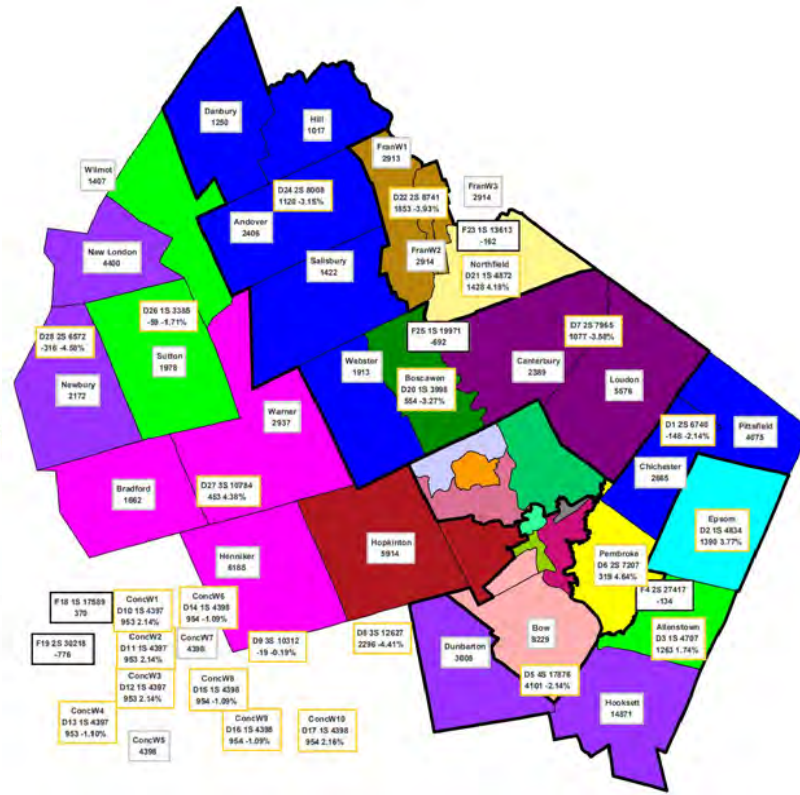 Danbury
1250
Hill
1017
FranW1
2913
Wilmot
1407
FranW3
2914
D24 2S 8008
1120 -3.15%
D22 2S 8741
1853 -3.93%
Andover
2406
F23 1S 13613
-162
New London
4400
FranW2
2914
Northfield
D21 1S 4872
1428 4.19%
Salisbury
1422
D26 1S 3385
-59 -1.71%
D28 2S 6572
-316 -4.58%
F25 1S 19971
-692
D7 2S 7965
1077 -3.58%
Sutton
1978
Webster
1913
Canterbury
2389
Newbury
2172
Boscawen
D20 1S 3998
554 -3.27%
Loudon
5576
Warner
2937
D1 2S 6740
-148 -2.14%
Pittsfield
4075
Chichester
2665
Bradford
1662
D27 3S 10784
453 4.38%
Epsom
D2 1S 4834
1390 3.77%
Hopkinton
5914
Henniker
6185
Pembroke
D6 2S 7207
319 4.64%
F4 2S 27417
-134
F18 1S 17589
370
ConcW1
D10 1S 4397
953 2.14%
ConcW6
D14 1S 4398
954 -1.09%
Allenstown
D3 1S 4707
1263 1.74%
F19 2S 30218
-776
ConcW2
D11 1S 4397
953 2.14%
ConcW7
4398
D9 3S 10312
-19 -0.19%
D8 3S 12627
2296 -4.41%
Bow
8229
Dunbarton
3005
ConcW3
D12 1S 4397
953 2.14%
ConcW8
D15 1S 4398
954 -1.09%
D5 4S 17876
4101 -2.14%
Hooksett
14871
ConcW4
D13 1S 4397
953 -1.10%
ConcW9
D16 1S 4398
954 -1.09%
ConcW10
D17 1S 4398
954 2.16%
ConcW5
4398